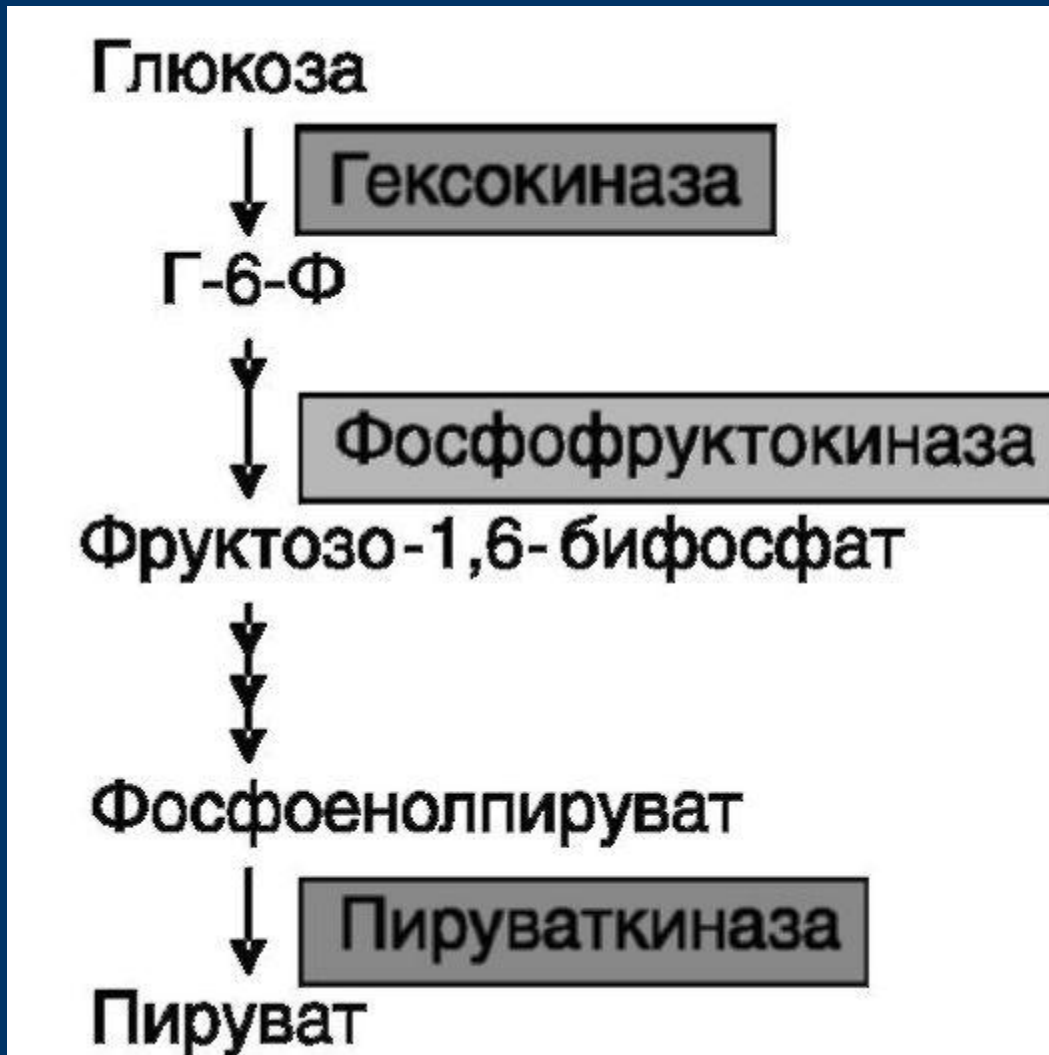 Глюкоза
Гексокиназа
Г-6-Ф
Фосфофруктокиназа
Фруктозо-1,6-бифосфат
Фосфоенолпируват
Пируваткиназа
Пируват